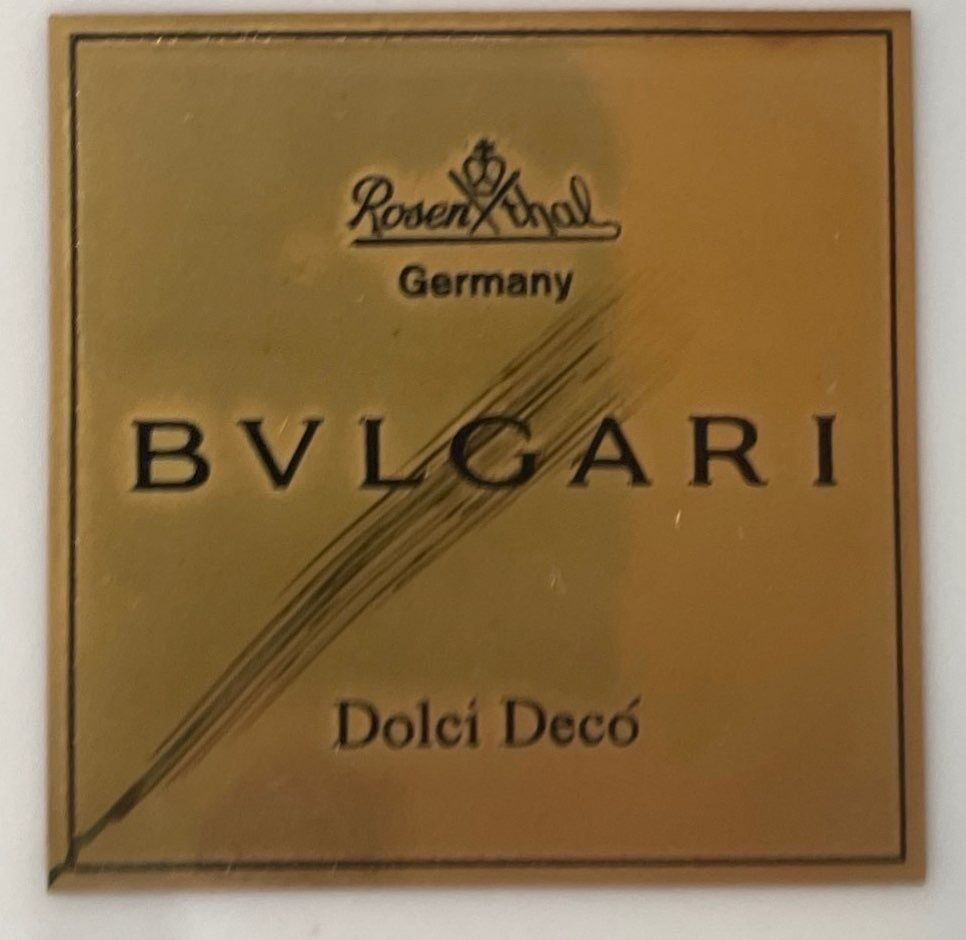 Rosenthal
Germany
BVLGARI
Dolci Decó